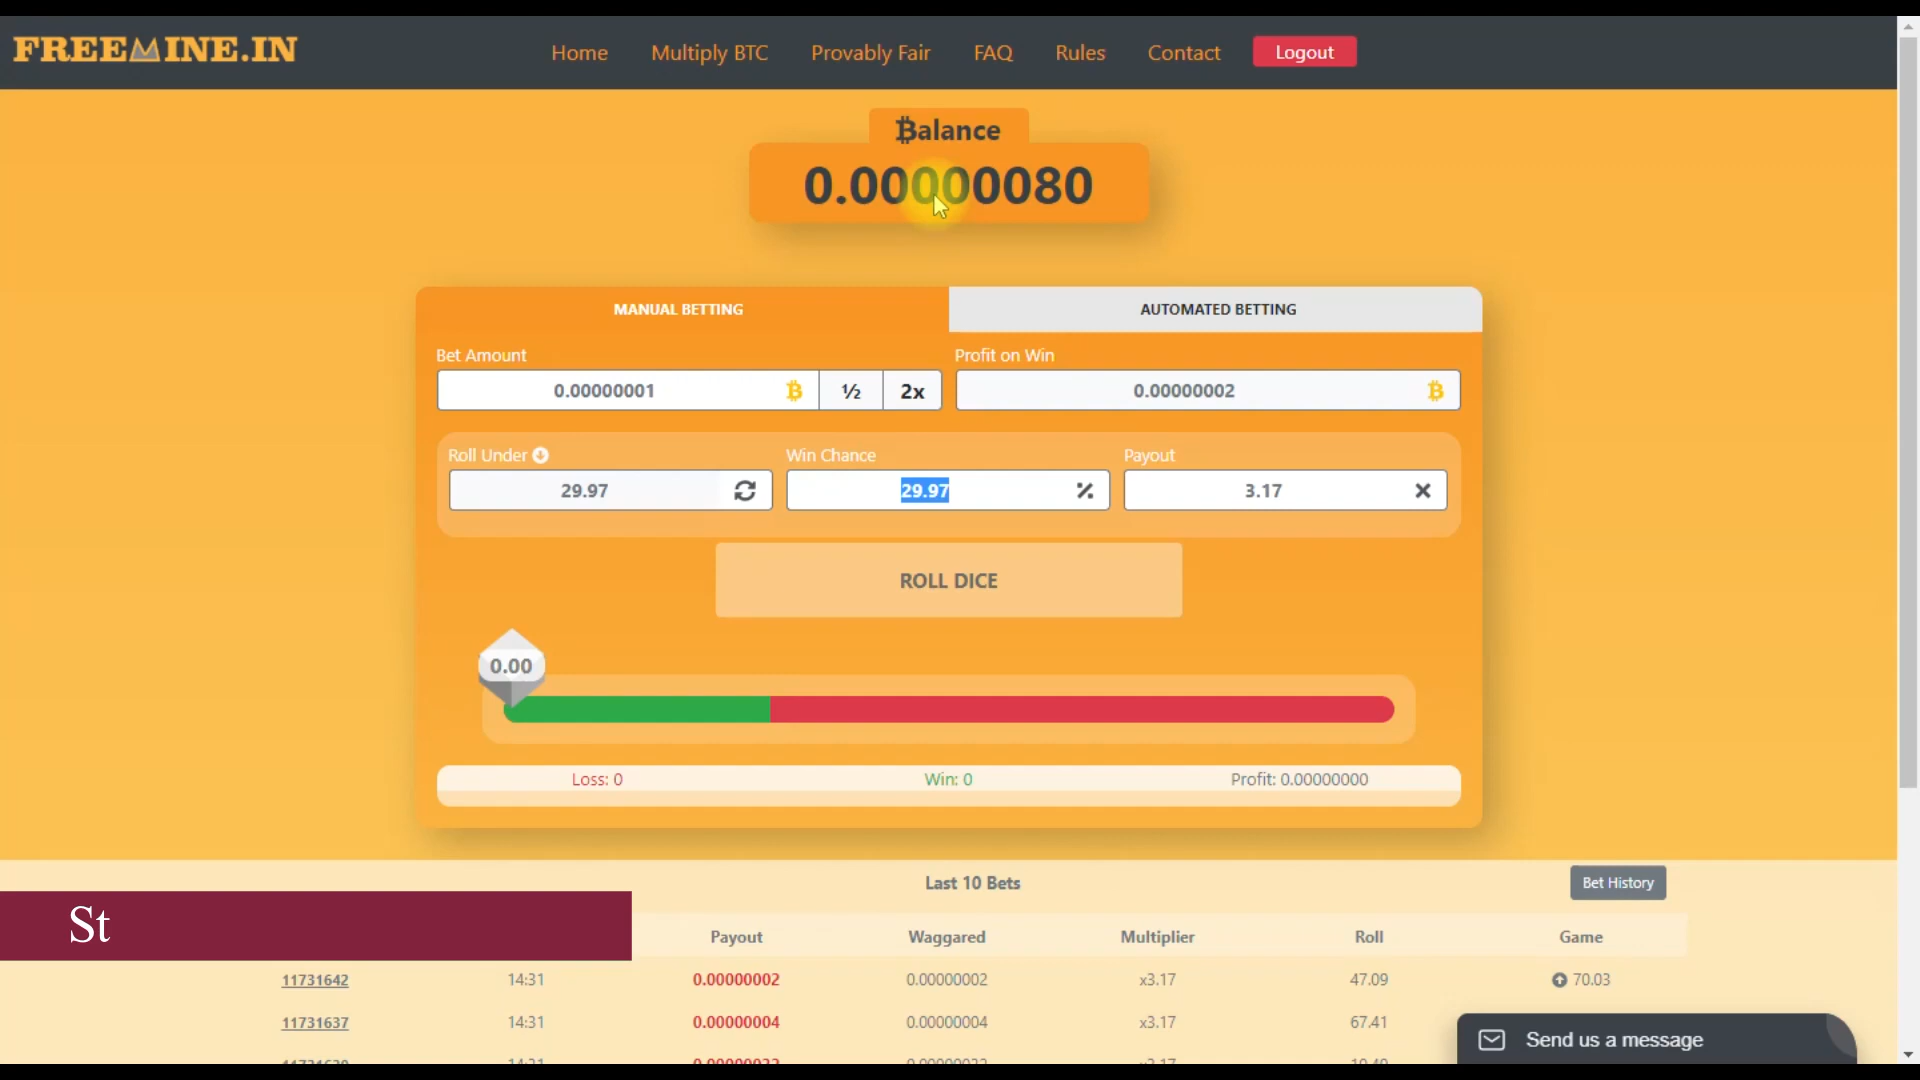 FREEMINE.IN
Home
Multiply BTC
Provably Fair
FAQ
Rules
Contact
Logout
₿alance
0.00000080
MANUAL BETTING
AUTOMATED BETTING
Bet Amount
Profit on Win
0.00000001
½
2x
0.00000002
Roll Under
Win Chance
Payout
29.97
29.97
3.17
ROLL DICE
0.00
Loss: 0
Win: 0
Profit: 0.00000000
Last 10 Bets
Bet History
St
Payout
Waggared
Multiplier
Roll
Game
11731642
14:31
0.00000002
0.00000002
x3.17
47.09
70.03
11731637
14:31
0.00000004
0.00000004
x3.17
67.41
Send us a message